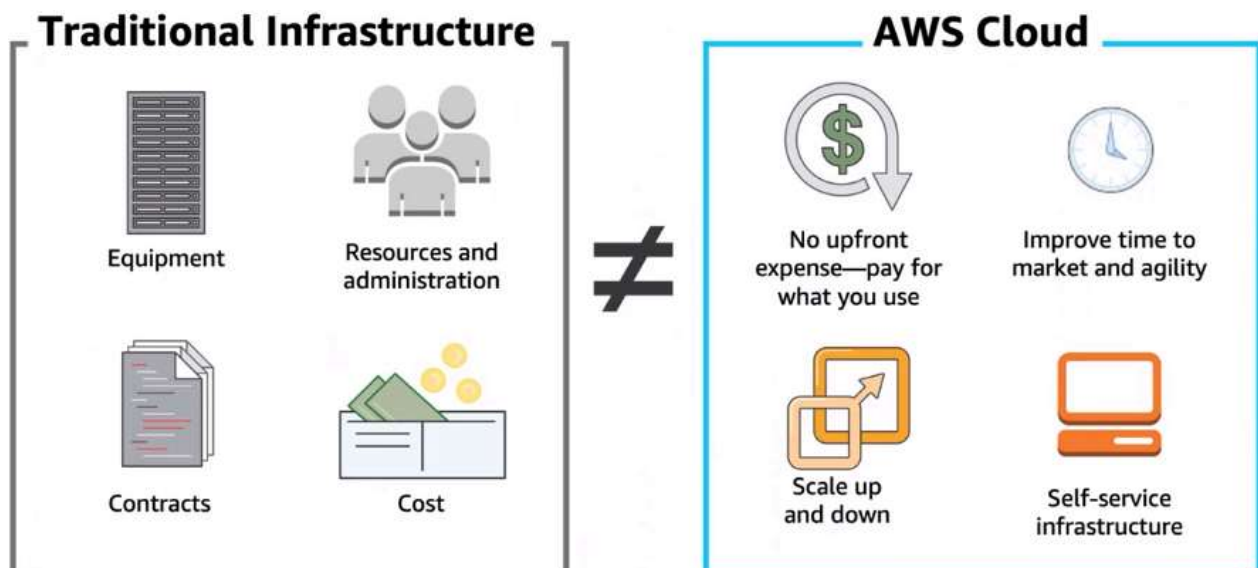 Traditional Infrastructure
Equipment
Resources and
administration
Contracts
Cost
≠
AWS Cloud
$
No upfront
expense—pay for
what you use
Improve time to
market and agility
Scale up
and down
Self-service
infrastructure